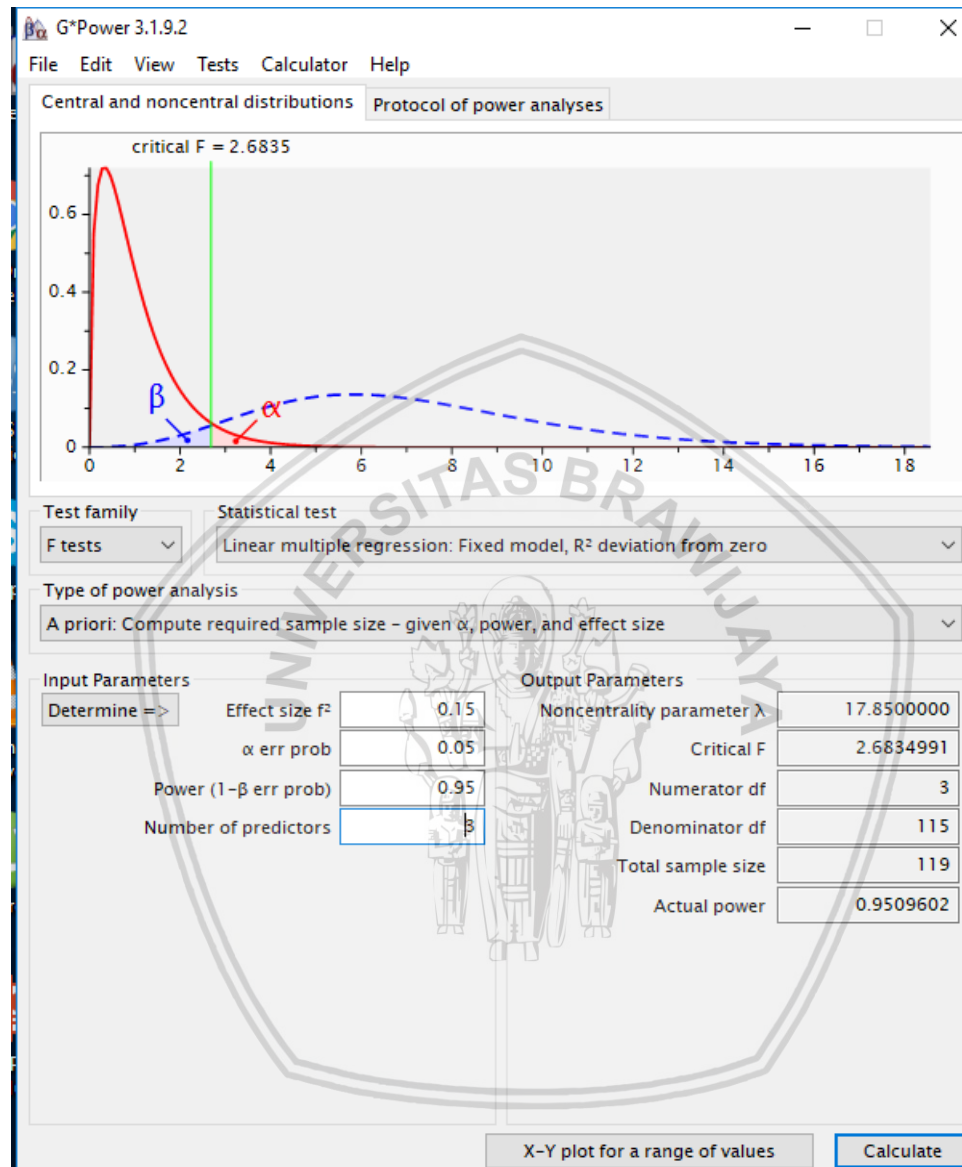 G*Power 3.1.9.2
File Edit View Tests Calculator Help
Central and noncentral distributions Protocol of power analyses
critical F = 2.6835
0.6
0.4
0.2
0
β
α
0 2 4 6 8 10 12 14 16 18
UNIVERSITAS BRAWIJAYA
Test family Statistical test
F tests Linear multiple regression: Fixed model, R² deviation from zero
Type of power analysis
A priori: Compute required sample size – given α, power, and effect size
Input Parameters Output Parameters
Determine => Effect size f² 0.15 Noncentrality parameter λ 17.8500000
α err prob 0.05 Critical F 2.6834991
Power (1-β err prob) 0.95 Numerator df 3
Number of predictors 3 Denominator df 115
Total sample size 119
Actual power 0.9509602
X-Y plot for a range of values Calculate